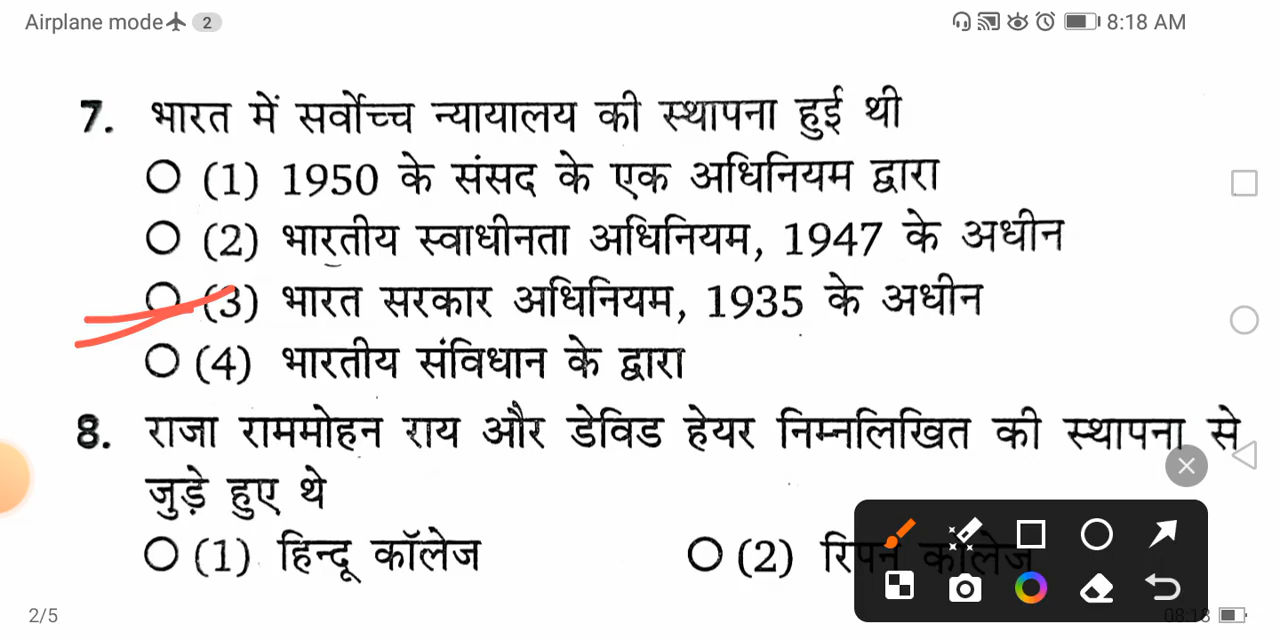 Airplane mode 2 8:18 AM
7. भारत में सर्वोच्च न्यायालय की स्थापना हुई थी
(1) 1950 के संसद के एक अधिनियम द्वारा
(2) भारतीय स्वाधीनता अधिनियम, 1947 के अधीन
(3) भारत सरकार अधिनियम, 1935 के अधीन
(4) भारतीय संविधान के द्वारा
8. राजा राममोहन राय और डेविड हेयर निम्नलिखित की स्थापना से
जुड़े हुए थे
(1) हिन्दू कॉलेज (2) रिपन कॉलेज
2/5 08:18